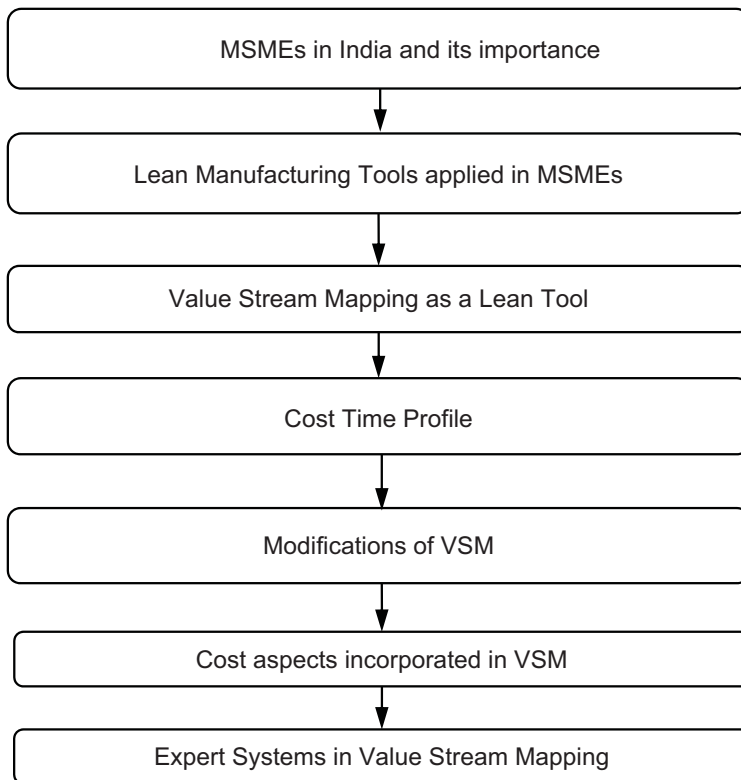 MSMEs in India and its importance
Lean Manufacturing Tools applied in MSMEs
Value Stream Mapping as a Lean Tool
Cost Time Profile
Modifications of VSM
Cost aspects incorporated in VSM
Expert Systems in Value Stream Mapping